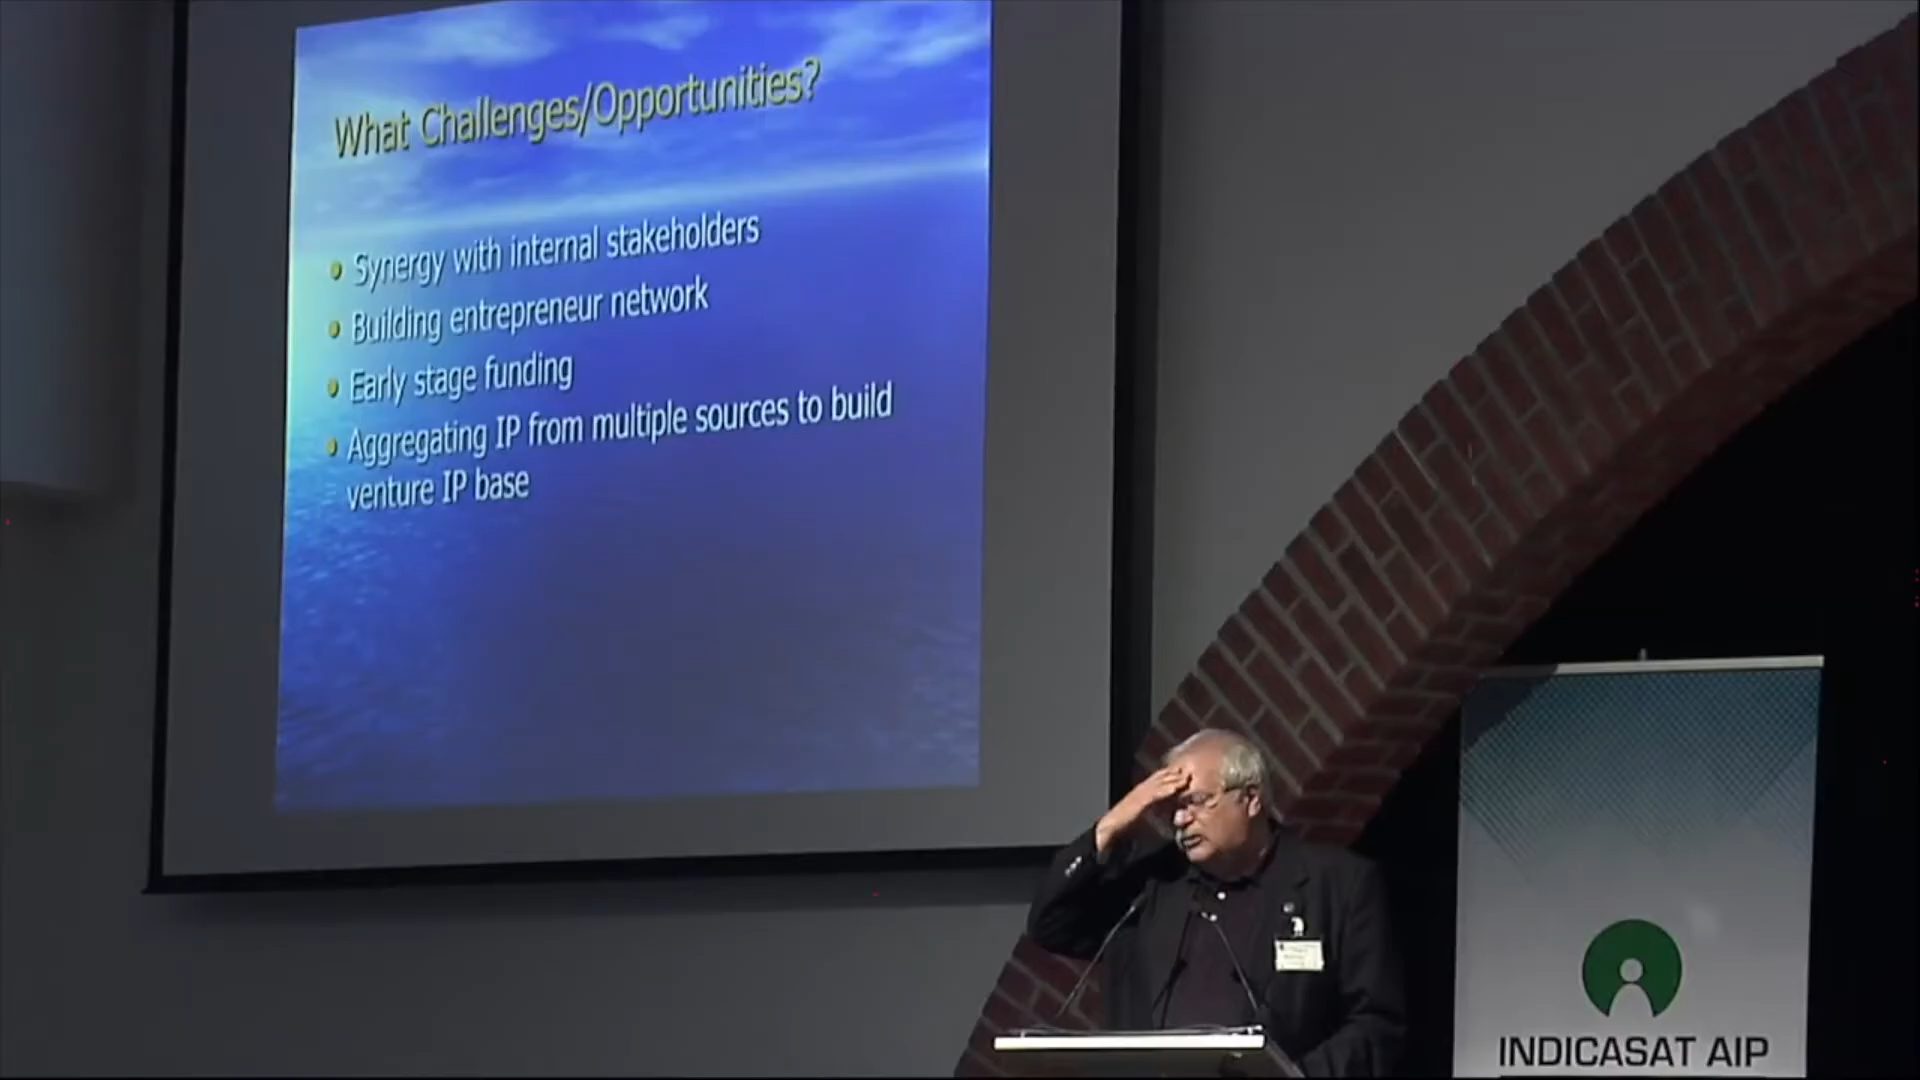 What Challenges/Opportunities?
Synergy with internal stakeholders
Building entrepreneur network
Early stage funding
Aggregating IP from multiple sources to build
venture IP base
INDICASAT AIP